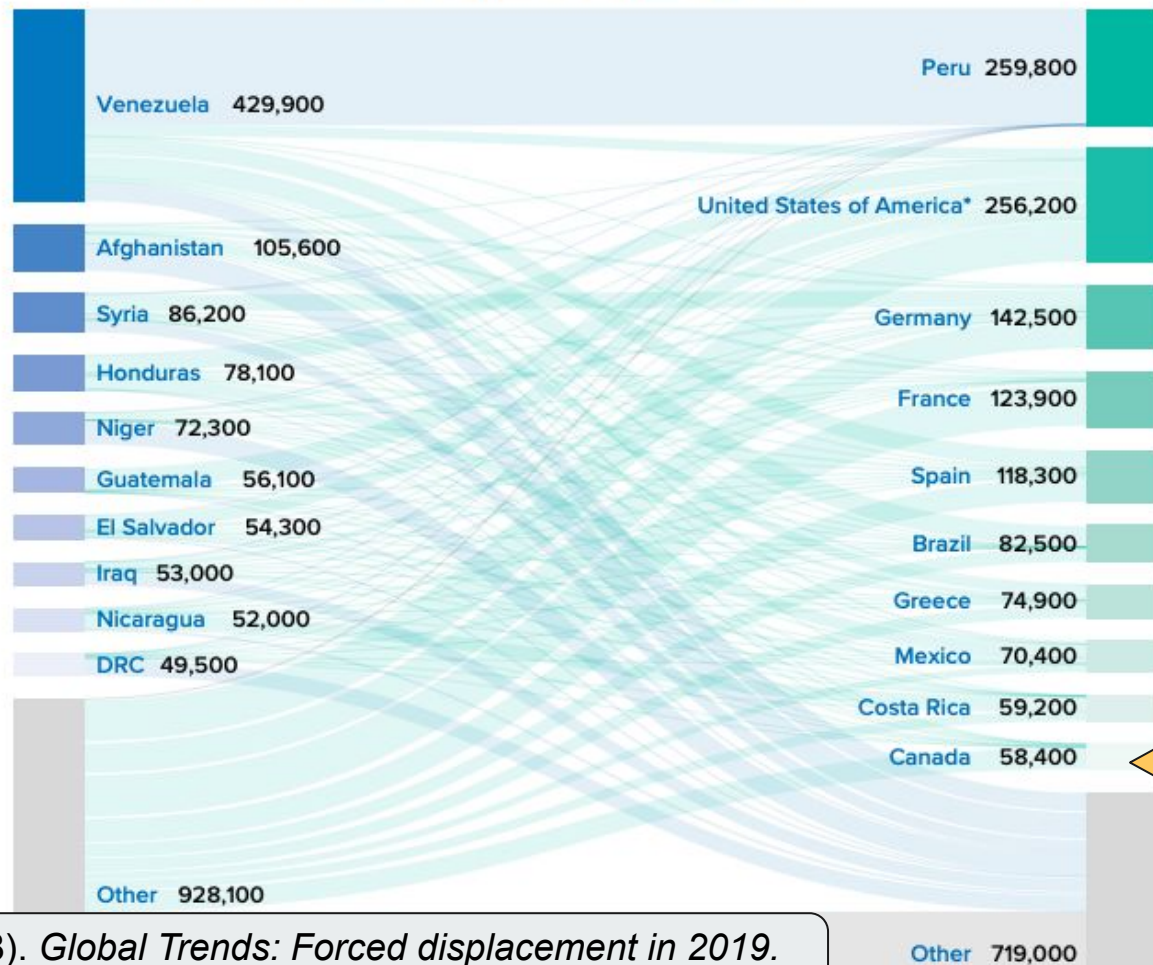 Venezuela 429,900
Afghanistan 105,600
Syria 86,200
Honduras 78,100
Niger 72,300
Guatemala 56,100
El Salvador 54,300
Iraq 53,000
Nicaragua 52,000
DRC 49,500
Other 928,100
Peru 259,800
United States of America* 256,200
Germany 142,500
France 123,900
Spain 118,300
Brazil 82,500
Greece 74,900
Mexico 70,400
Costa Rica 59,200
Canada 58,400
Other 719,000
). Global Trends: Forced displacement in 2019.